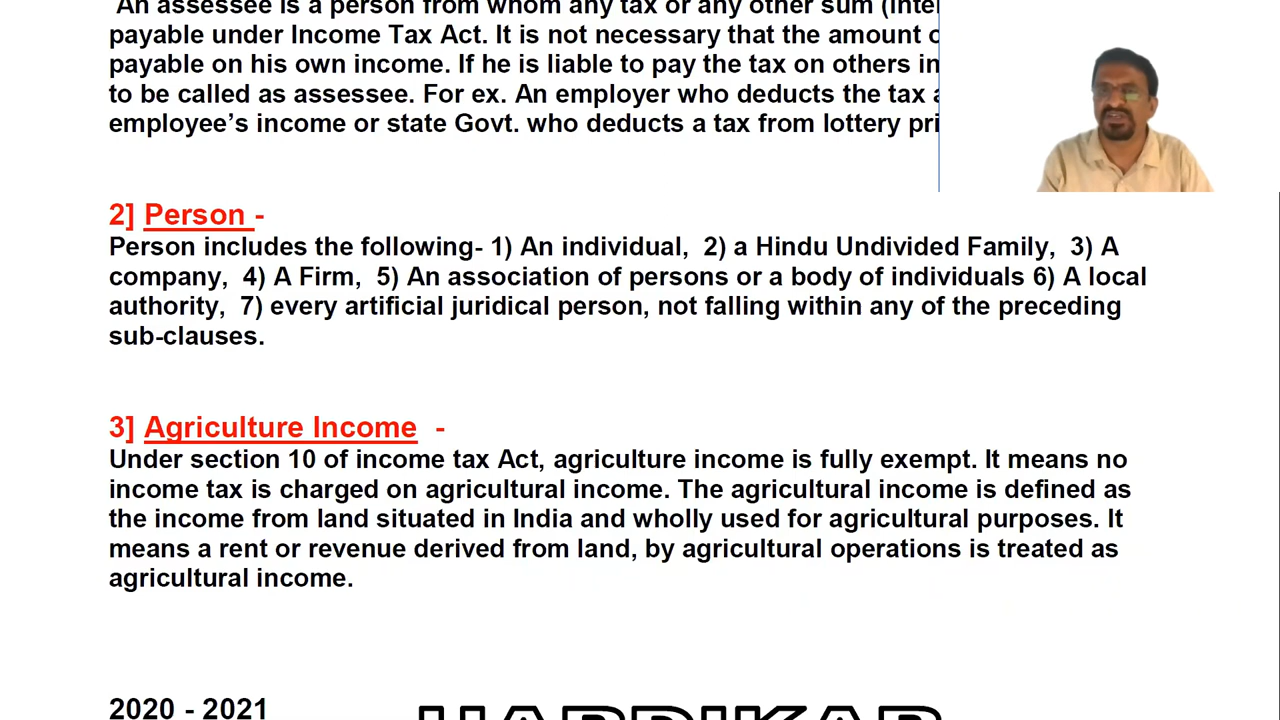 An assessee is a person from whom any tax or any other sum
payable under Income Tax Act. It is not necessary that the amount
payable on his own income. If he is liable to pay the tax on others
to be called as assessee. For ex. An employer who deducts the tax
employee’s income or state Govt. who deducts a tax from lottery
2] Person -
Person includes the following- 1) An individual, 2) a Hindu Undivided Family, 3) A
company, 4) A Firm, 5) An association of persons or a body of individuals 6) A local
authority, 7) every artificial juridical person, not falling within any of the preceding
sub-clauses.
3] Agriculture Income -
Under section 10 of income tax Act, agriculture income is fully exempt. It means no
income tax is charged on agricultural income. The agricultural income is defined as
the income from land situated in India and wholly used for agricultural purposes. It
means a rent or revenue derived from land, by agricultural operations is treated as
agricultural income.
2020 - 2021
HARDIKAR